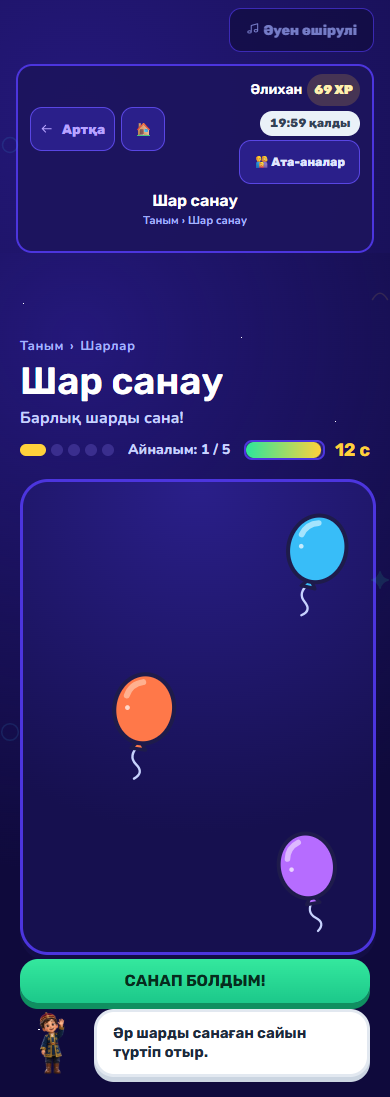 Әуен өшірулі
Әлихан 69 XP
← Артқа
19:59 қалды
Ата-аналар
Шар санау
Таным › Шар санау
Таным › Шарлар
Шар санау
Барлық шарды сана!
Айналым: 1 / 5 12 с
САНАП БОЛДЫМ!
Әр шарды санаған сайын
түртіп отыр.